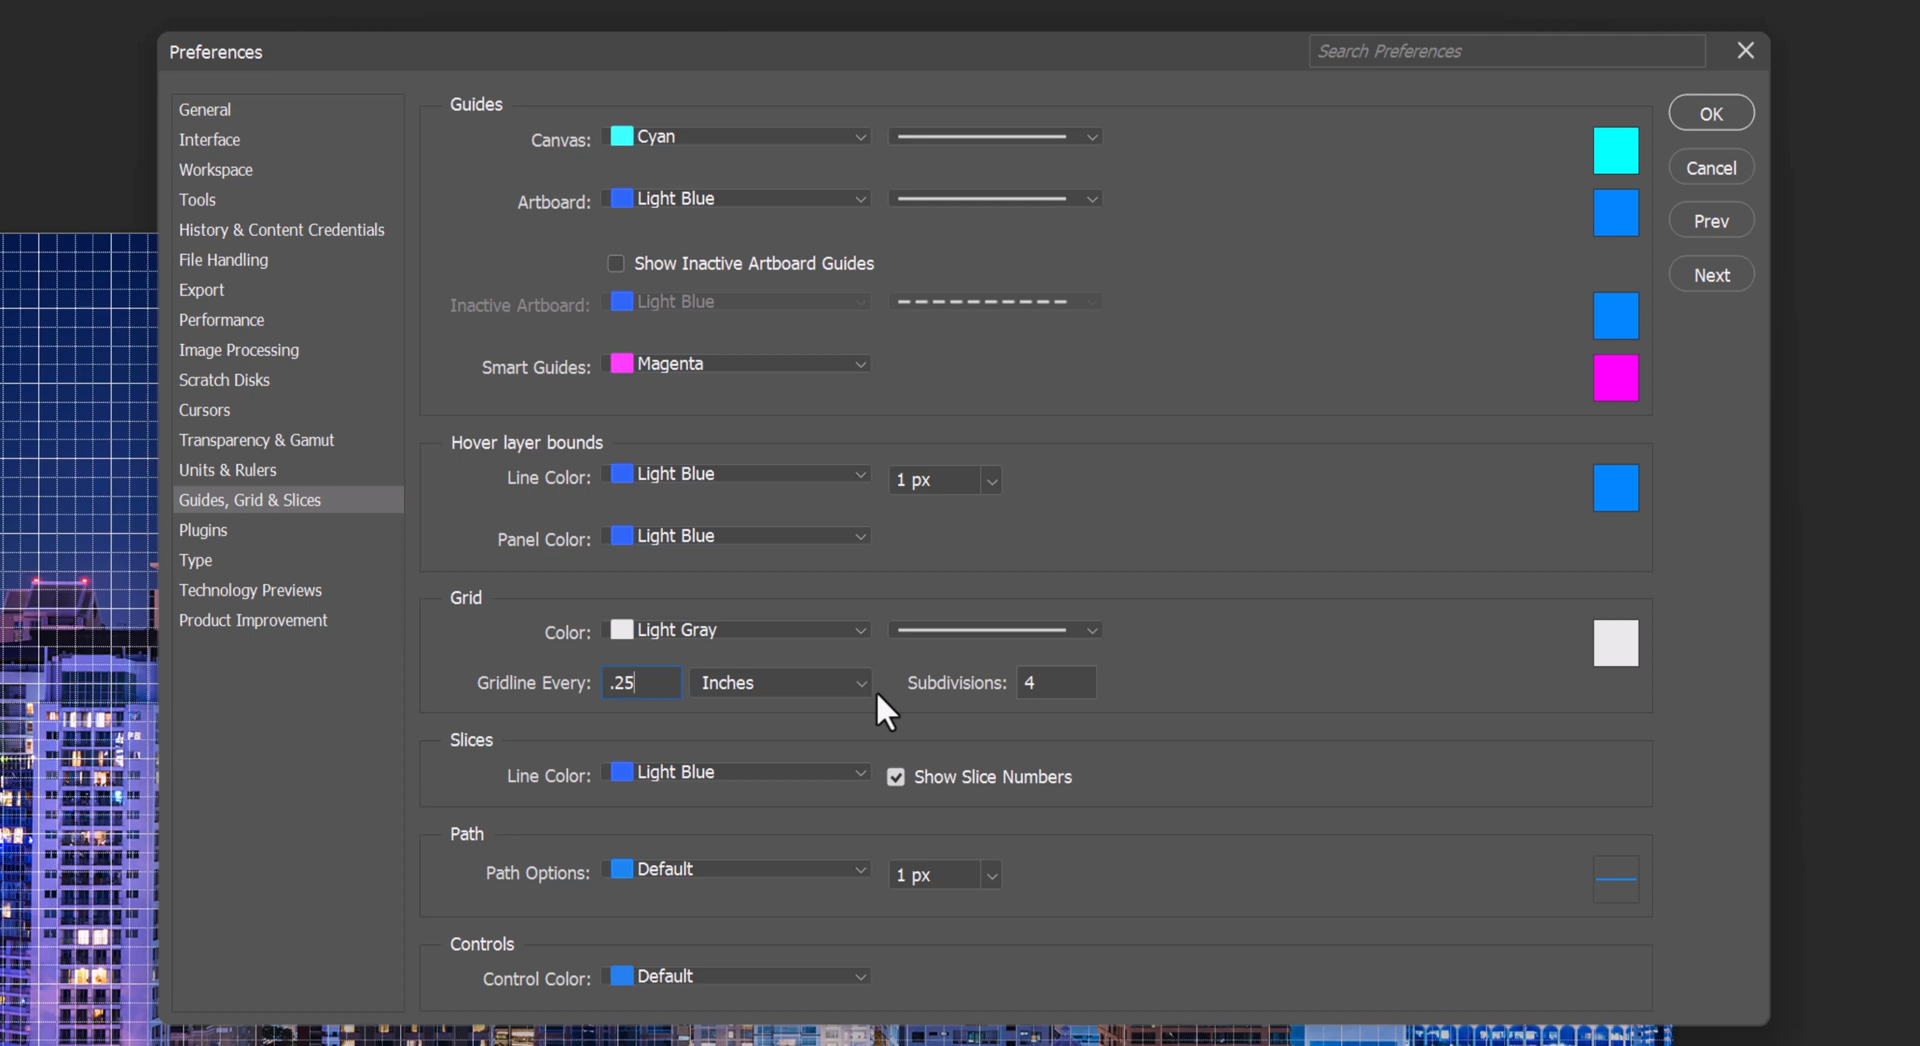 Preferences
Search Preferences
General
Interface
Workspace
Tools
History & Content Credentials
File Handling
Export
Performance
Image Processing
Scratch Disks
Cursors
Transparency & Gamut
Units & Rulers
Guides, Grid & Slices
Plugins
Type
Technology Previews
Product Improvement
Guides
Canvas: Cyan
Artboard: Light Blue
Show Inactive Artboard Guides
Inactive Artboard: Light Blue
Smart Guides: Magenta
Hover layer bounds
Line Color: Light Blue 1 px
Panel Color: Light Blue
Grid
Color: Light Gray
Gridline Every: .25 Inches Subdivisions: 4
Slices
Line Color: Light Blue Show Slice Numbers
Path
Path Options: Default 1 px
Controls
Control Color: Default
OK
Cancel
Prev
Next